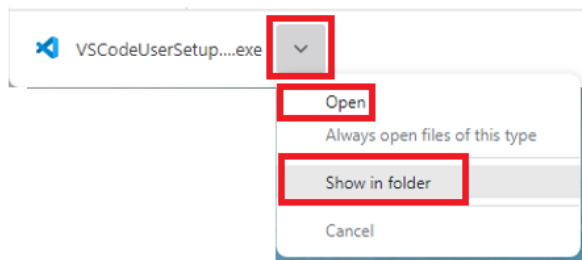 VSCodeUserSetup....exe
Open
Always open files of this type
Show in folder
Cancel